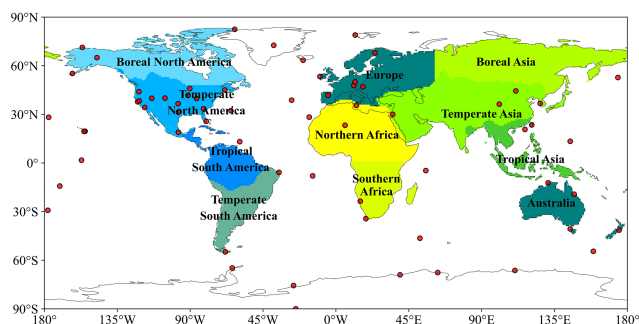 90°N
60°N
30°N
0°
30°S
60°S
90°S
Boreal North America
Europe
Boreal Asia
Temperate
North America
Temperate Asia
Northern Africa
Tropical
South America
Tropical Asia
Southern
Africa
Temperate
South America
Australia
180° 135°W 90°W 45°W 0°W 45°E 90°E 135°E 180°